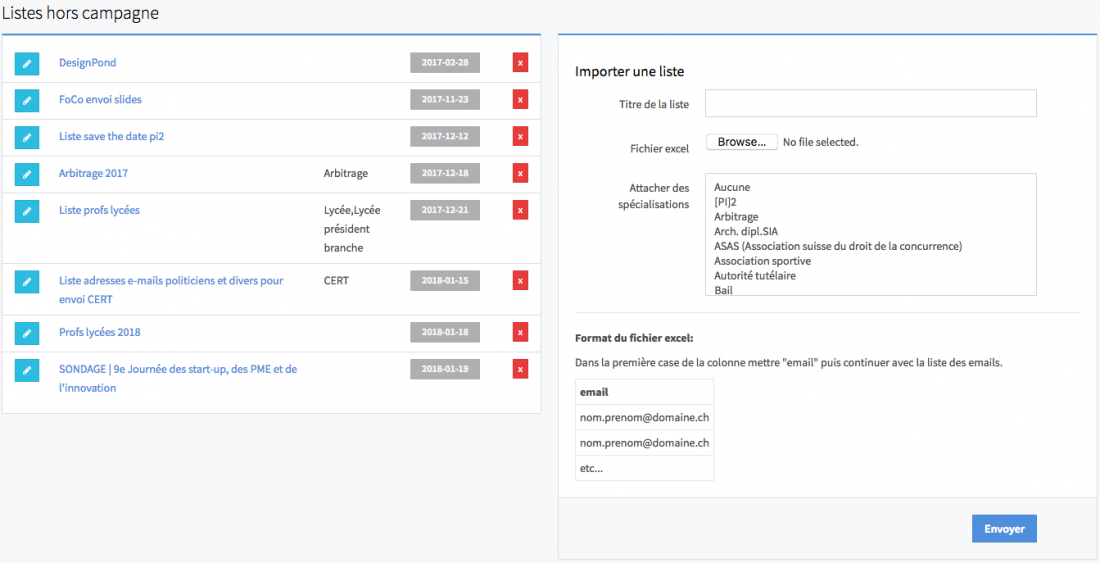 Listes hors campagne
DesignPond 2017-02-28 x
FoCo envoi slides 2017-11-23 x
Liste save the date pi2 2017-12-12 x
Arbitrage 2017 Arbitrage 2017-12-18 x
Liste profs lycées Lycée,Lycée 2017-12-21 x
président
branche
Liste adresses e-mails politiciens et divers pour CERT 2018-01-15 x
envoi CERT
Profs lycées 2018 2018-01-18 x
SONDAGE | 9e Journée des start-up, des PME et de 2018-01-19 x
l'innovation
Importer une liste
Titre de la liste
Fichier excel Browse... No file selected.
Attacher des
spécialisations
Aucune
[PI]2
Arbitrage
Arch. dipl.SIA
ASAS (Association suisse du droit de la concurrence)
Association sportive
Autorité tutélaire
Bail
Format du fichier excel:
Dans la première case de la colonne mettre "email" puis continuer avec la liste des emails.
email
nom.prenom@domaine.ch
nom.prenom@domaine.ch
etc...
Envoyer